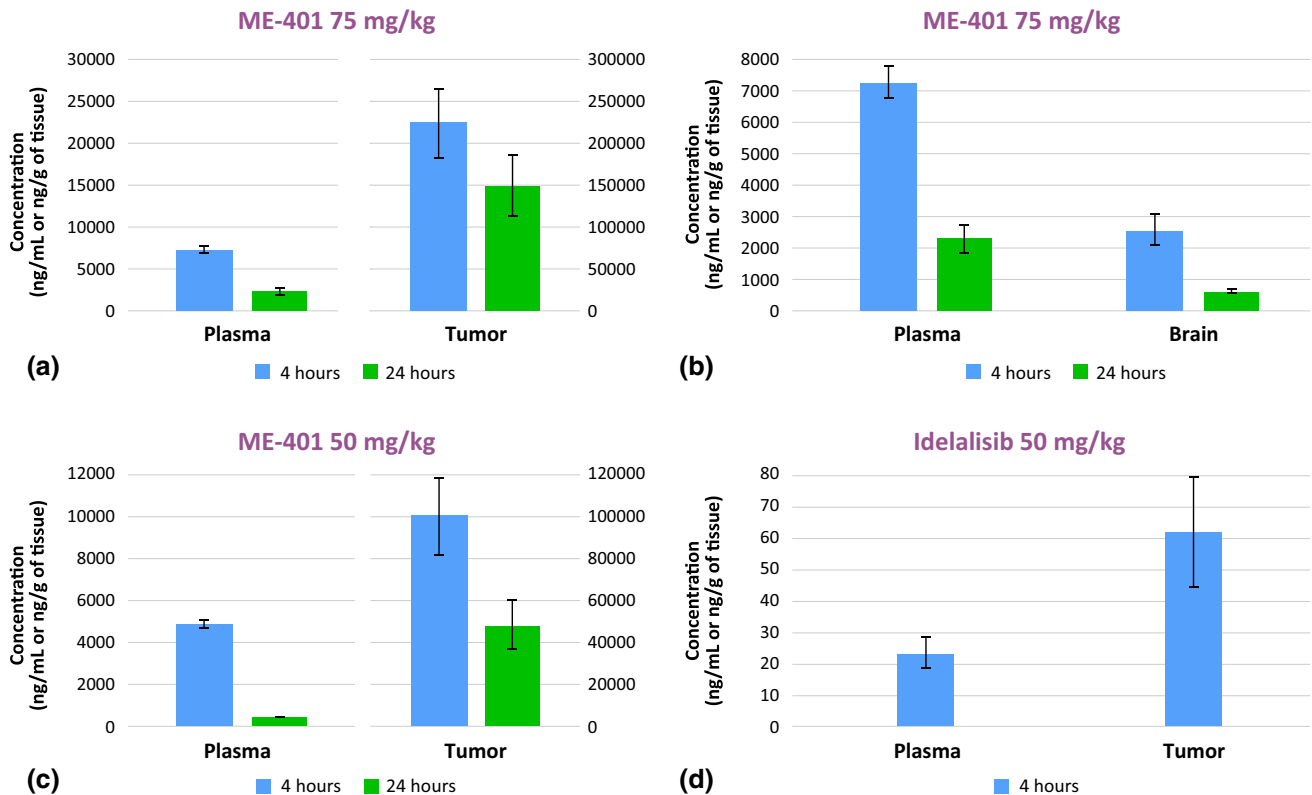 ME-401 75 mg/kg
Concentration
(ng/mL or ng/g of tissue)
30000
25000
20000
15000
10000
5000
0
300000
250000
200000
150000
100000
50000
0
Plasma
Tumor
(a)
4 hours
24 hours
ME-401 75 mg/kg
Concentration
(ng/mL or ng/g of tissue)
8000
7000
6000
5000
4000
3000
2000
1000
0
Plasma
Brain
(b)
4 hours
24 hours
ME-401 50 mg/kg
Concentration
(ng/mL or ng/g of tissue)
12000
10000
8000
6000
4000
2000
0
120000
100000
80000
60000
40000
20000
0
Plasma
Tumor
(c)
4 hours
24 hours
Idelalisib 50 mg/kg
Concentration
(ng/mL or ng/g of tissue)
80
70
60
50
40
30
20
10
0
Plasma
Tumor
(d)
4 hours